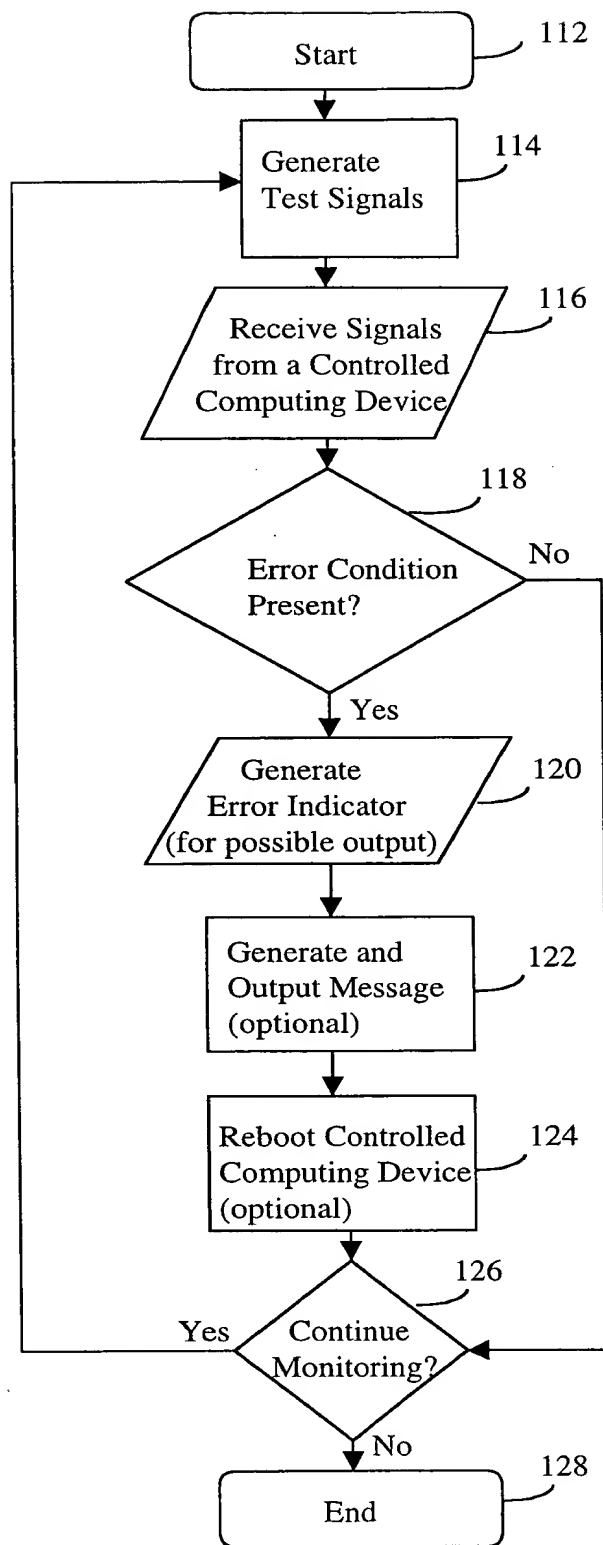 Start
112
Generate
Test Signals
114
Receive Signals
from a Controlled
Computing Device
116
118
Error Condition
Present?
No
Yes
Generate
Error Indicator
(for possible output)
120
Generate and
Output Message
(optional)
122
Reboot Controlled
Computing Device
(optional)
124
126
Yes
Continue
Monitoring?
No
End
128